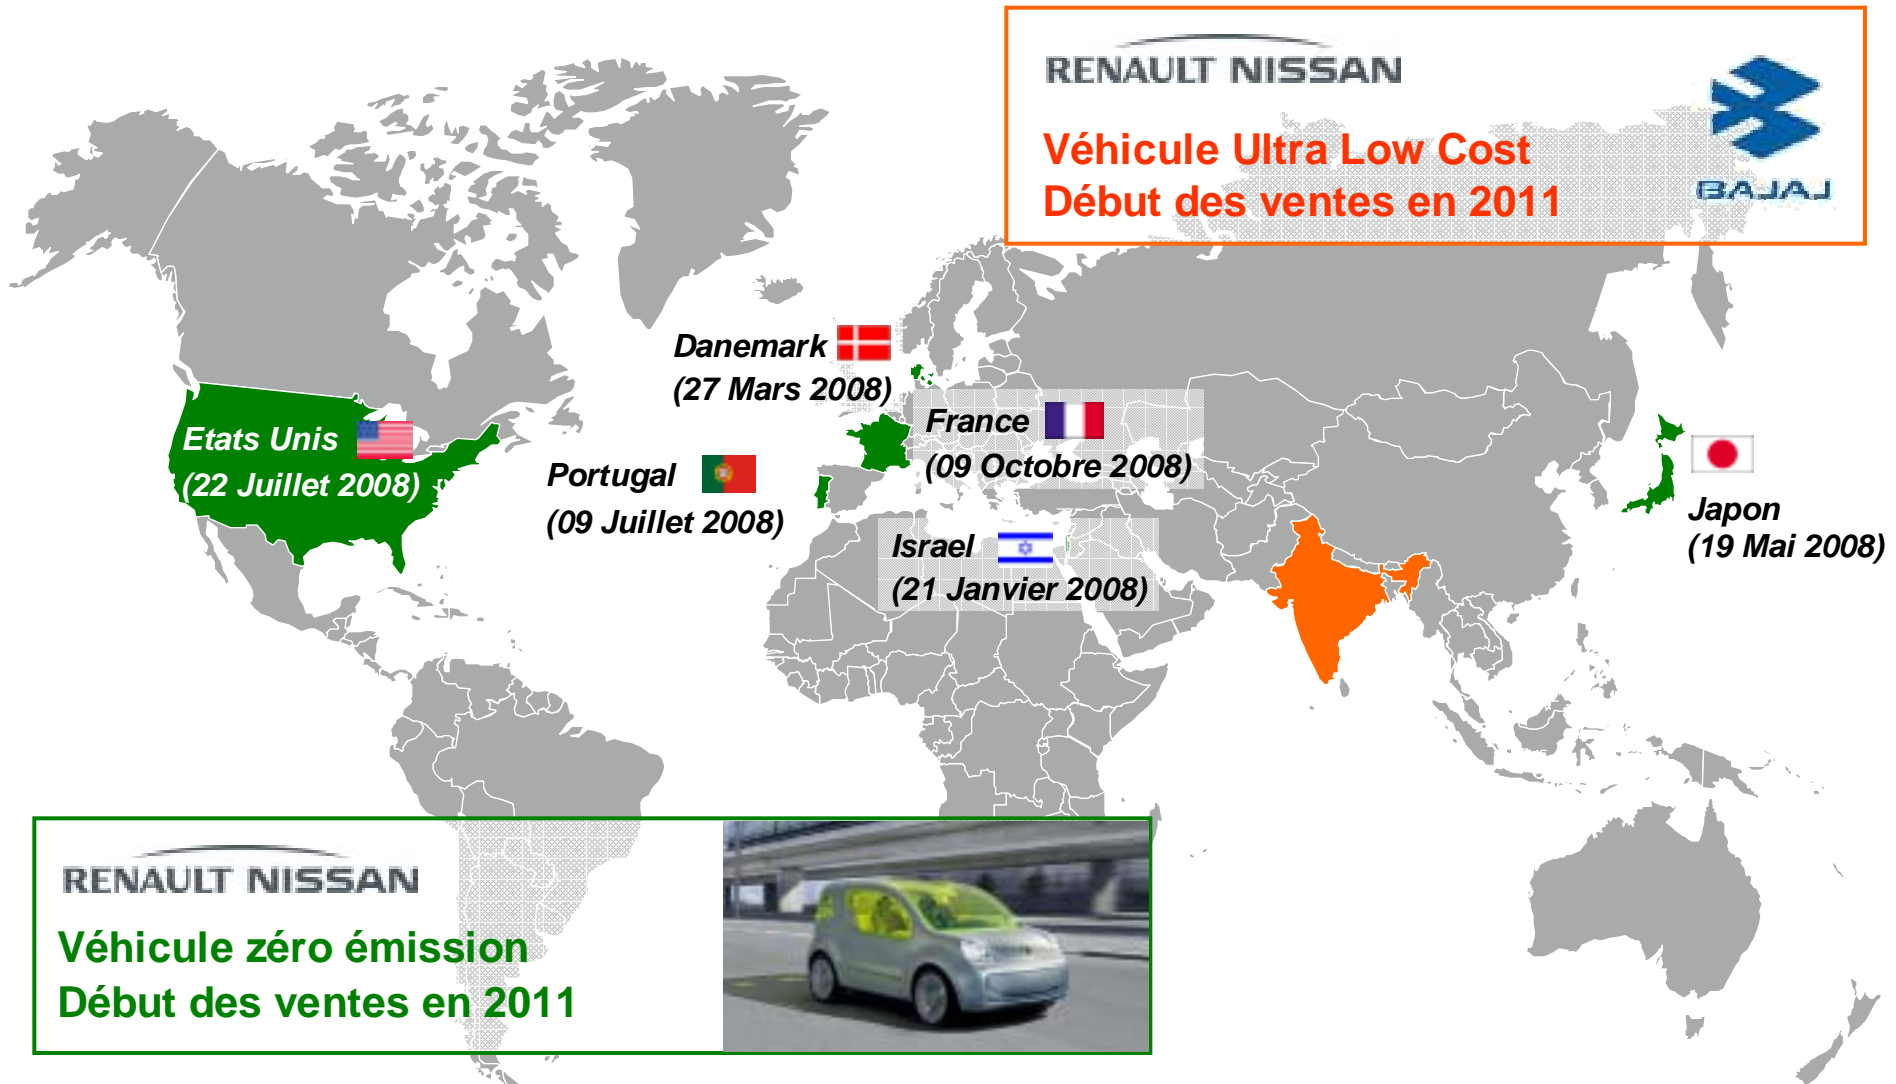 RENAULT NISSAN
Véhicule Ultra Low Cost
Début des ventes en 2011
BAJAJ
Danemark
(27 Mars 2008)
France
(09 Octobre 2008)
Etats Unis
(22 Juillet 2008)
Portugal
(09 Juillet 2008)
Israel
(21 Janvier 2008)
Japon
(19 Mai 2008)
RENAULT NISSAN
Véhicule zéro émission
Début des ventes en 2011